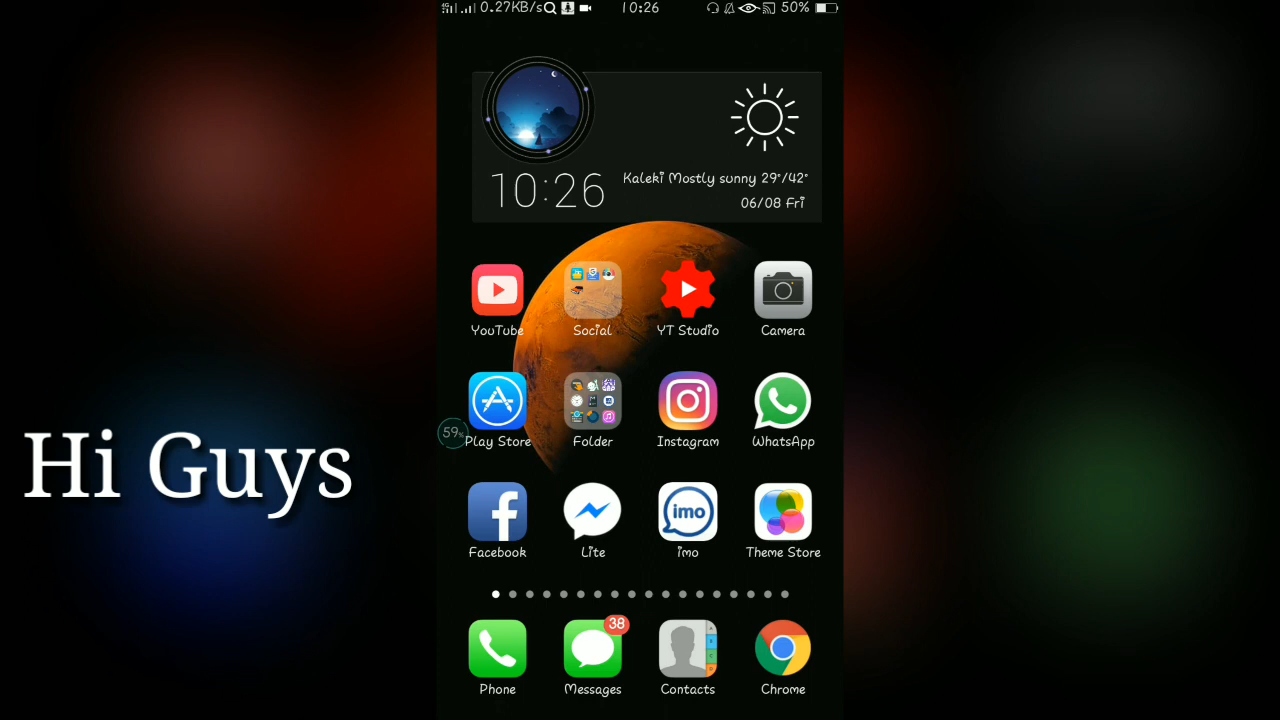 4G 0.27KB/s 10:26 50%
10:26
Kaleki Mostly sunny 29°/42°
06/08 Fri
YouTube Social YT Studio Camera
59%
Play Store Folder Instagram WhatsApp
Hi Guys
imo
Facebook Lite imo Theme Store
38
Phone Messages Contacts Chrome